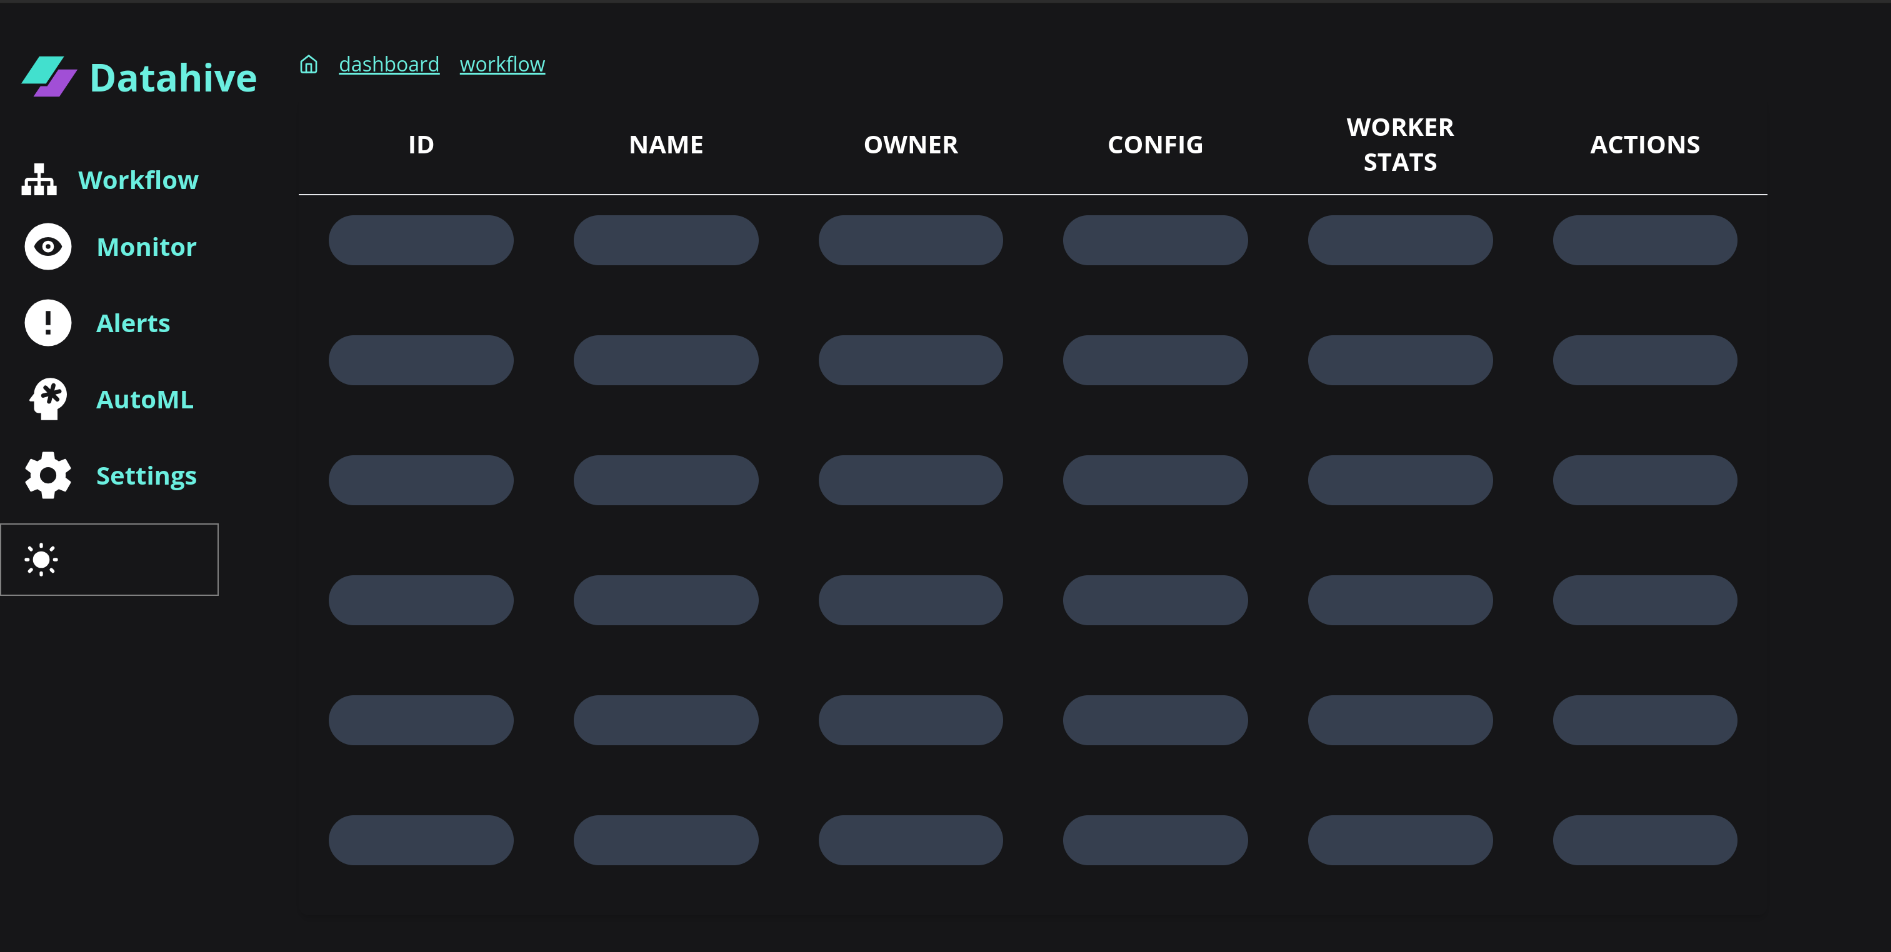 Datahive
dashboard workflow
Workflow
Monitor
Alerts
AutoML
Settings
ID NAME OWNER CONFIG WORKER STATS ACTIONS